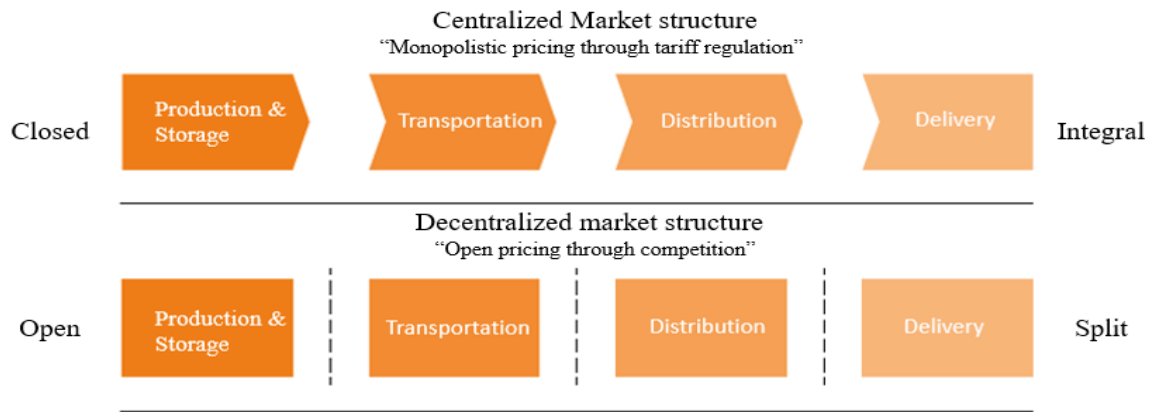 Centralized Market structure
“Monopolistic pricing through tariff regulation”
Closed
Production &
Storage
Transportation
Distribution
Delivery
Integral
Decentralized market structure
“Open pricing through competition”
Open
Production &
Storage
Transportation
Distribution
Delivery
Split